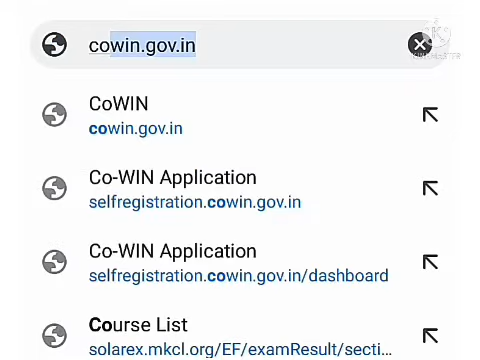 cowin.gov.in
CoWIN
cowin.gov.in
Co-WIN Application
selfregistration.cowin.gov.in
Co-WIN Application
selfregistration.cowin.gov.in/dashboard
Course List
solarex.mkcl.org/EF/examResult/secti...